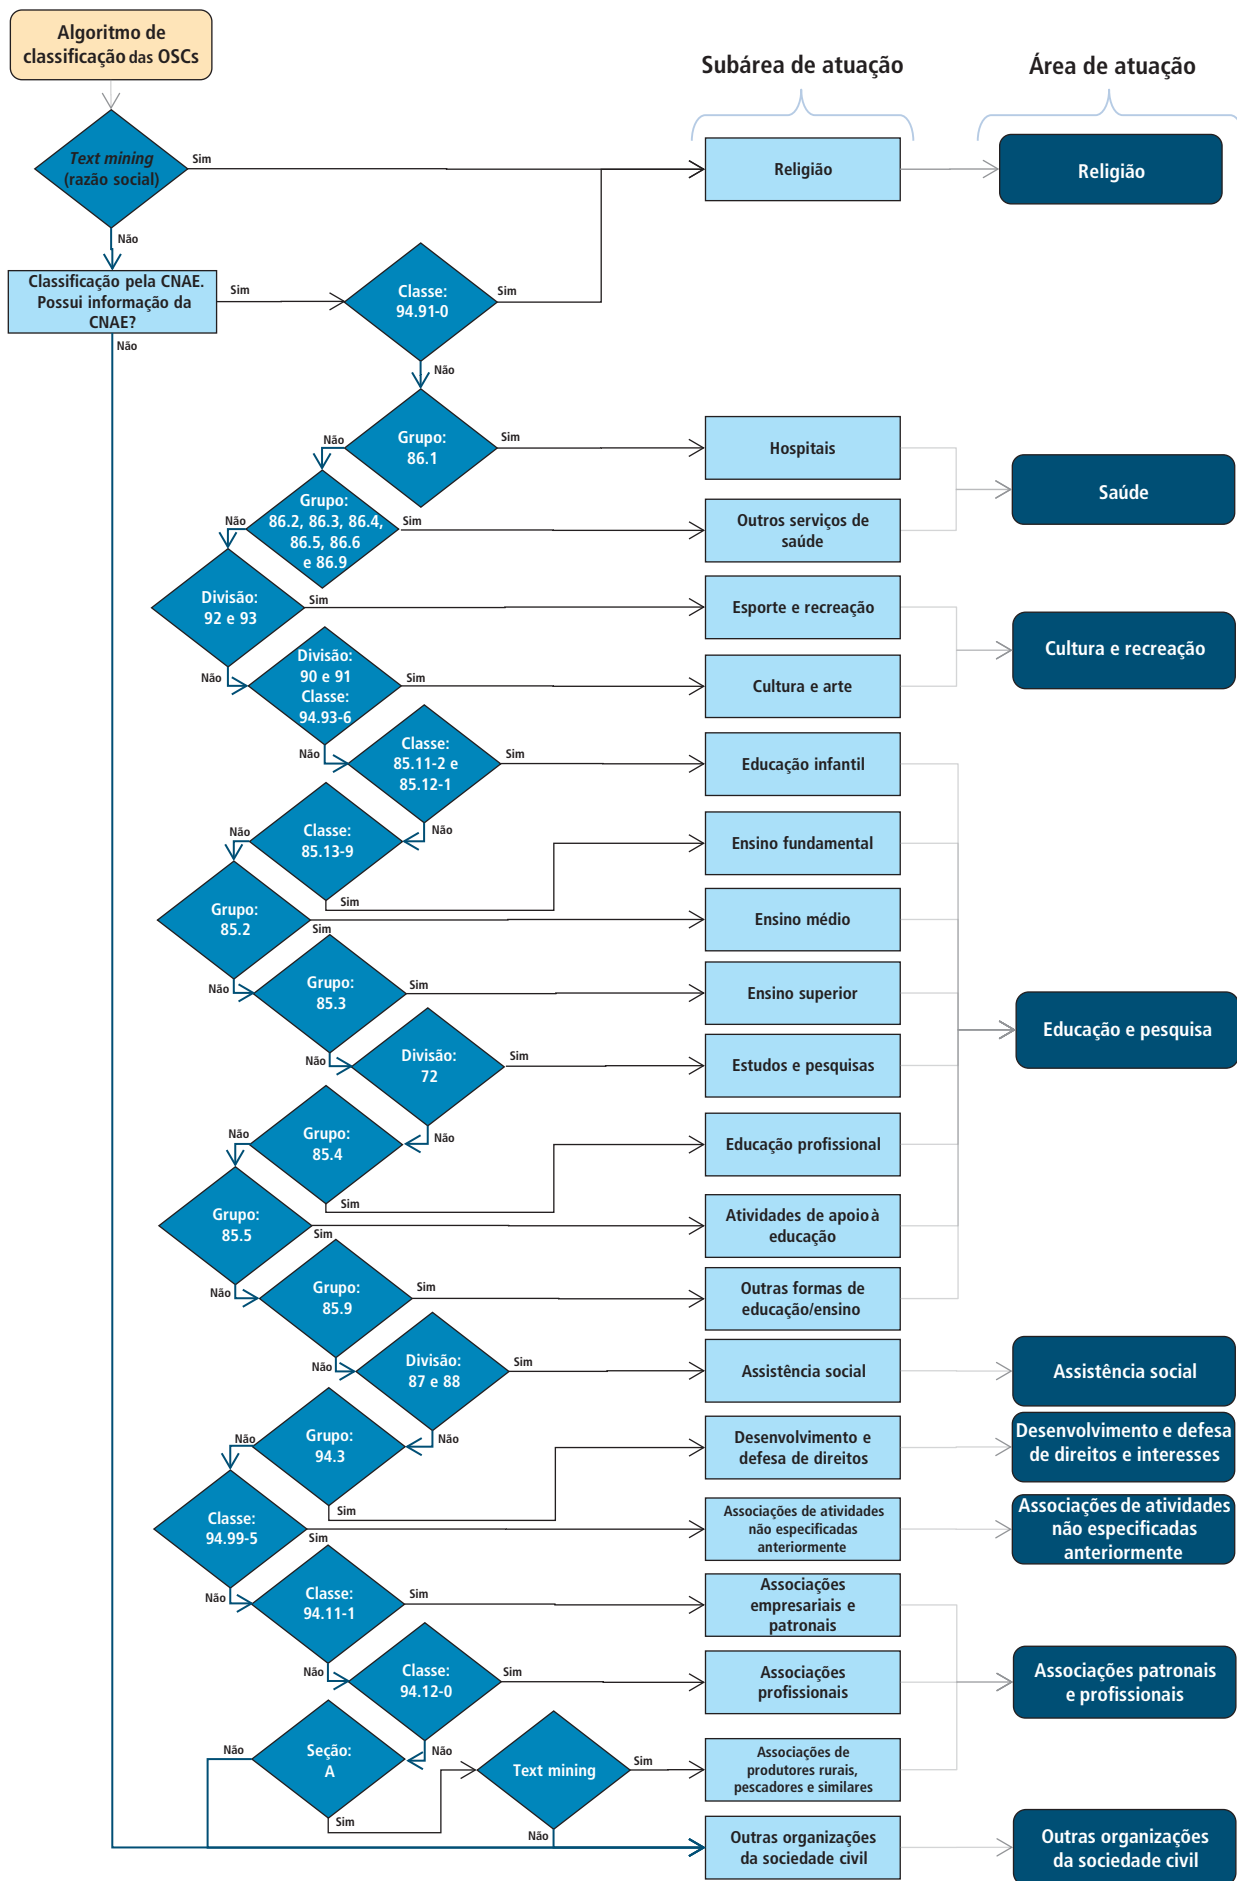 Algoritmo de
classificação das OSCs
Subárea de atuação
Área de atuação
Text mining
(razão social)
Sim
Religião
Religião
Não
Classificação pela CNAE.
Possui informação da
CNAE?
Sim
Classe:
94.91-0
Sim
Não
Não
Grupo:
86.1
Não
Sim
Hospitais
Saúde
Grupo:
86.2, 86.3, 86.4,
86.5, 86.6
e 86.9
Não
Sim
Outros serviços de
saúde
Divisão:
92 e 93
Sim
Esporte e recreação
Cultura e recreação
Não
Divisão:
90 e 91
Classe:
94.93-6
Sim
Cultura e arte
Não
Classe:
85.11-2 e
85.12-1
Sim
Educação infantil
Não
Classe:
85.13-9
Não
Sim
Ensino fundamental
Grupo:
85.2
Sim
Ensino médio
Não
Grupo:
85.3
Sim
Ensino superior
Educação e pesquisa
Não
Divisão:
72
Sim
Estudos e pesquisas
Não
Grupo:
85.4
Não
Sim
Educação profissional
Grupo:
85.5
Sim
Atividades de apoio à
educação
Não
Grupo:
85.9
Sim
Outras formas de
educação/ensino
Não
Divisão:
87 e 88
Sim
Assistência social
Assistência social
Não
Grupo:
94.3
Não
Sim
Desenvolvimento e
defesa de direitos
Desenvolvimento e defesa
de direitos e interesses
Classe:
94.99-5
Sim
Associações de atividades
não especificadas
anteriormente
Associações de atividades
não especificadas
anteriormente
Não
Classe:
94.11-1
Sim
Associações
empresariais e
patronais
Não
Classe:
94.12-0
Sim
Associações
profissionais
Associações patronais
e profissionais
Não
Seção:
A
Não
Sim
Text mining
Sim
Associações de
produtores rurais,
pescadores e similares
Não
Outras organizações
da sociedade civil
Outras organizações
da sociedade civil